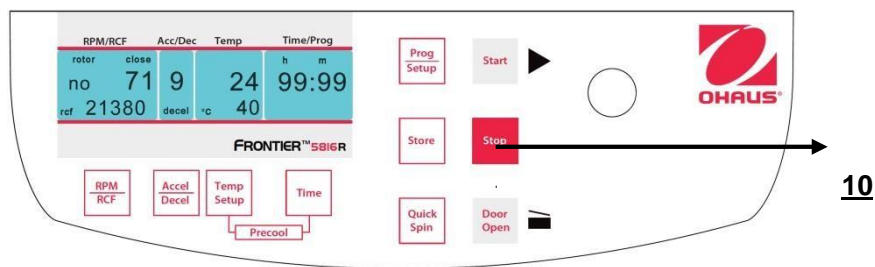 RPM/RCF Acc/Dec Temp Time/Prog
rotor close h m
no 71 9 24 99:99
rcf 21380 decel °C 40
FRONTIER™ 5816R
RPM
RCF
Accel
Decel
Temp
Setup
Time
Precool
Prog
Setup
Start
Store
Stop
Quick
Spin
Door
Open
OHAUS®
10